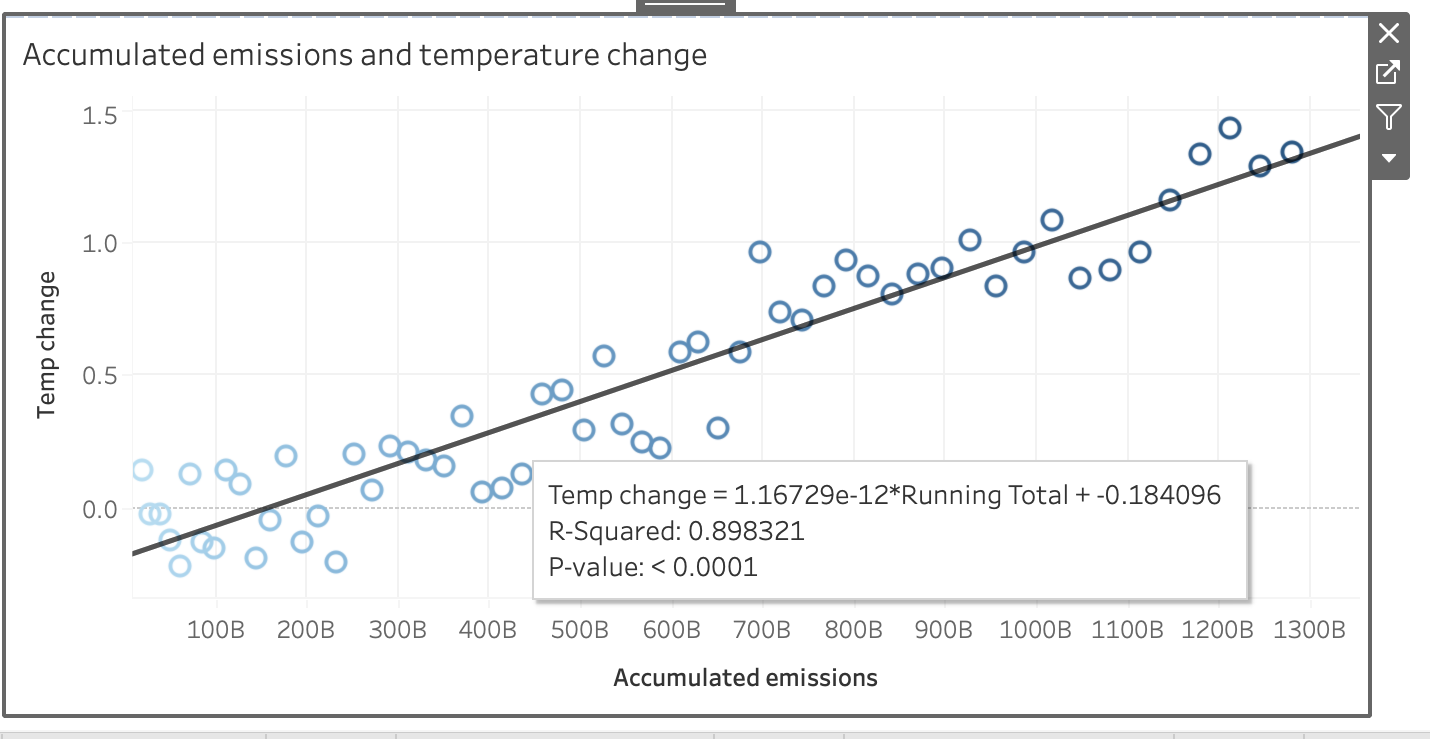 Accumulated emissions and temperature change
1.5
1.0
0.5
0.0
Temp change
Temp change = 1.16729e-12*Running Total + -0.184096
R-Squared: 0.898321
P-value: < 0.0001
100B 200B 300B 400B 500B 600B 700B 800B 900B 1000B 1100B 1200B 1300B
Accumulated emissions